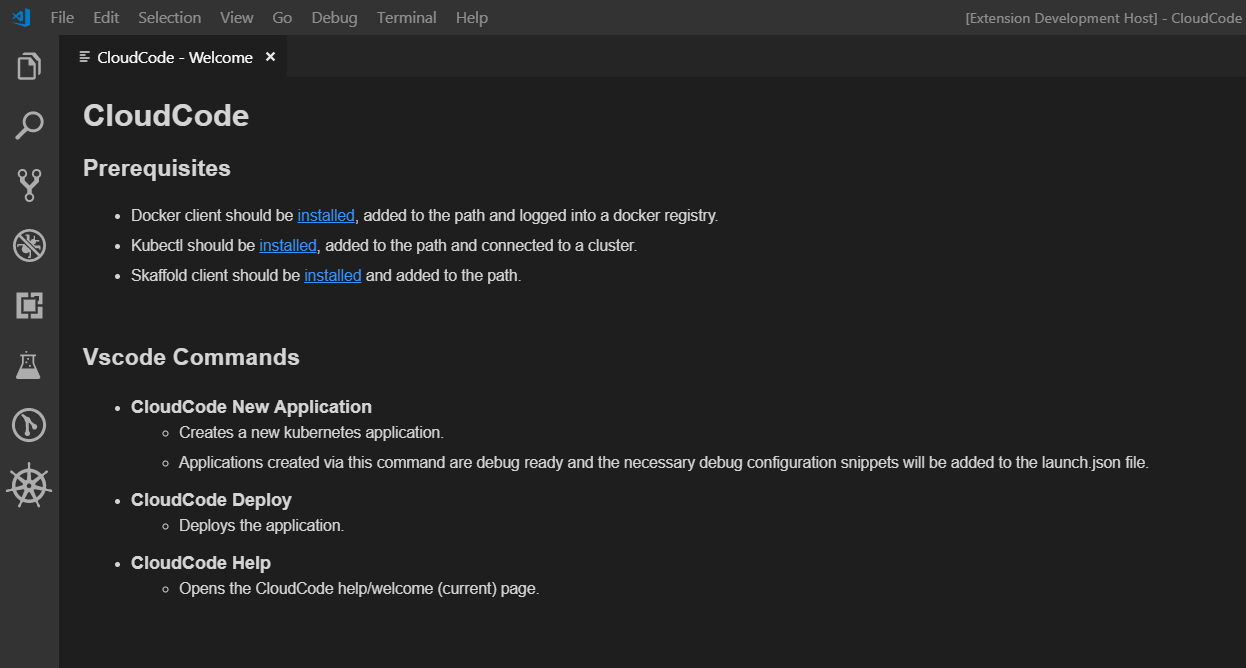 File Edit Selection View Go Debug Terminal Help [Extension Development Host] - CloudCode
CloudCode - Welcome
CloudCode
Prerequisites
Docker client should be installed, added to the path and logged into a docker registry.
Kubectl should be installed, added to the path and connected to a cluster.
Skaffold client should be installed and added to the path.
Vscode Commands
CloudCode New Application
Creates a new kubernetes application.
Applications created via this command are debug ready and the necessary debug configuration snippets will be added to the launch.json file.
CloudCode Deploy
Deploys the application.
CloudCode Help
Opens the CloudCode help/welcome (current) page.